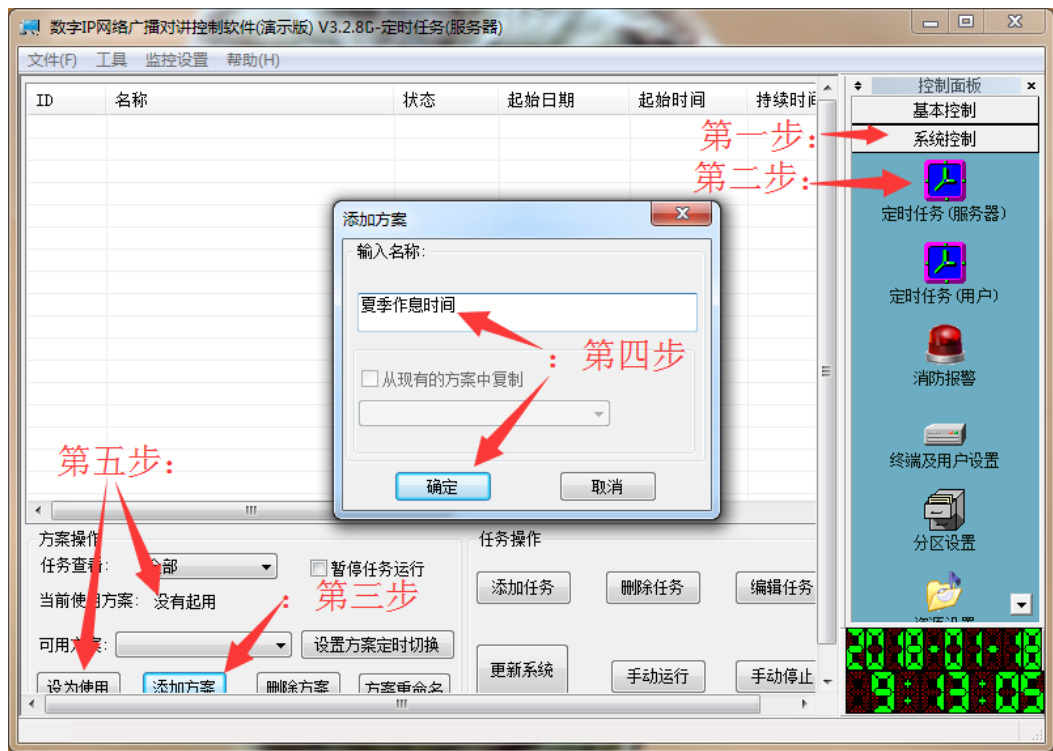 数字IP网络广播对讲控制软件(演示版) V3.2.8G-定时任务(服务器)
文件(F) 工具 监控设置 帮助(H)
ID 名称 状态 起始日期 起始时间 持续时间
控制面板
基本控制
系统控制
第一步：
第二步：
定时任务(服务器)
定时任务(用户)
消防报警
终端及用户设置
分区设置
资源设置
添加方案
输入名称:
夏季作息时间
：第四步
从现有的方案中复制
确定 取消
第五步：
方案操作
任务查看: 全部
暂停任务运行
当前使用方案: 没有起用
：第三步
可用方案:
设置方案定时切换
设为使用 添加方案 删除方案 方案重命名
任务操作
添加任务 删除任务 编辑任务
更新系统 手动运行 手动停止
2018-01-18
9:13:05